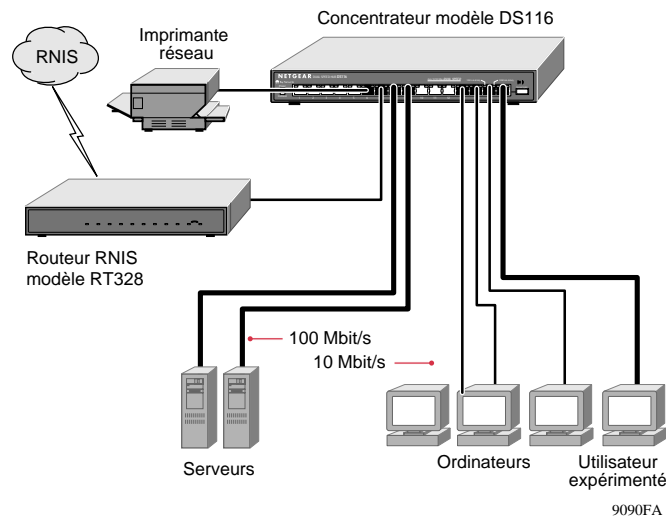 Concentrateur modèle DS116
Imprimante
réseau
RNIS
NETGEAR
Routeur RNIS
modèle RT328
100 Mbit/s
10 Mbit/s
Serveurs
Ordinateurs
Utilisateur
expérimenté
9090FA